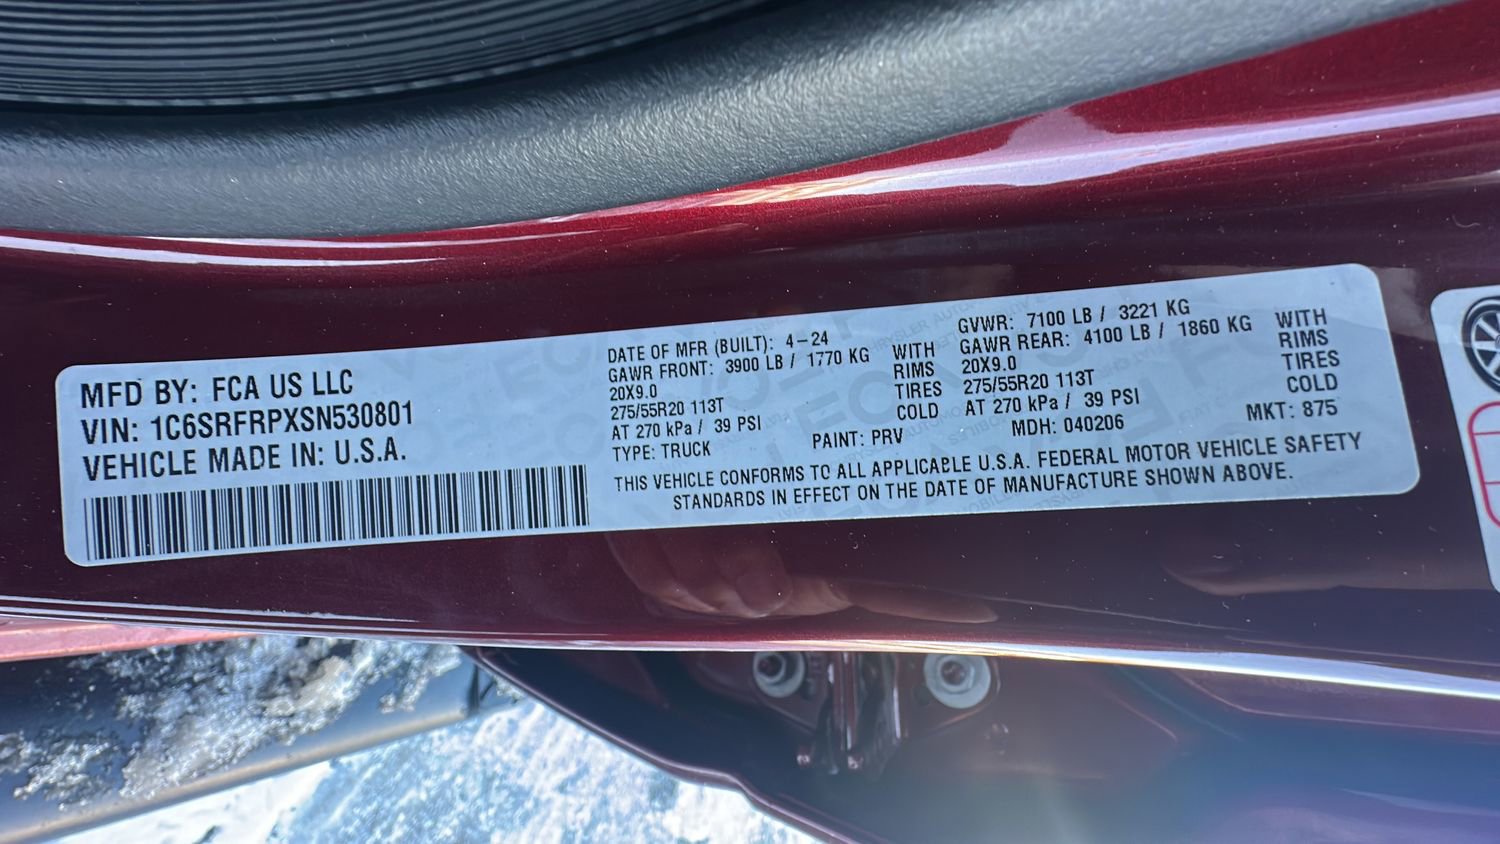 MFD BY: FCA US LLC
VIN: 1C6SRFRPXSN530801
VEHICLE MADE IN: U.S.A.
DATE OF MFR (BUILT): 4-24
GAWR FRONT: 3900 LB / 1770 KG WITH
20X9.0 RIMS
275/55R20 113T TIRES
AT 270 kPa / 39 PSI COLD
TYPE: TRUCK PAINT: PRV
GVWR: 7100 LB / 3221 KG
GAWR REAR: 4100 LB / 1860 KG WITH
20X9.0 RIMS
275/55R20 113T TIRES
AT 270 kPa / 39 PSI COLD
MDH: 040206 MKT: 875
THIS VEHICLE CONFORMS TO ALL APPLICABLE U.S.A. FEDERAL MOTOR VEHICLE SAFETY
STANDARDS IN EFFECT ON THE DATE OF MANUFACTURE SHOWN ABOVE.